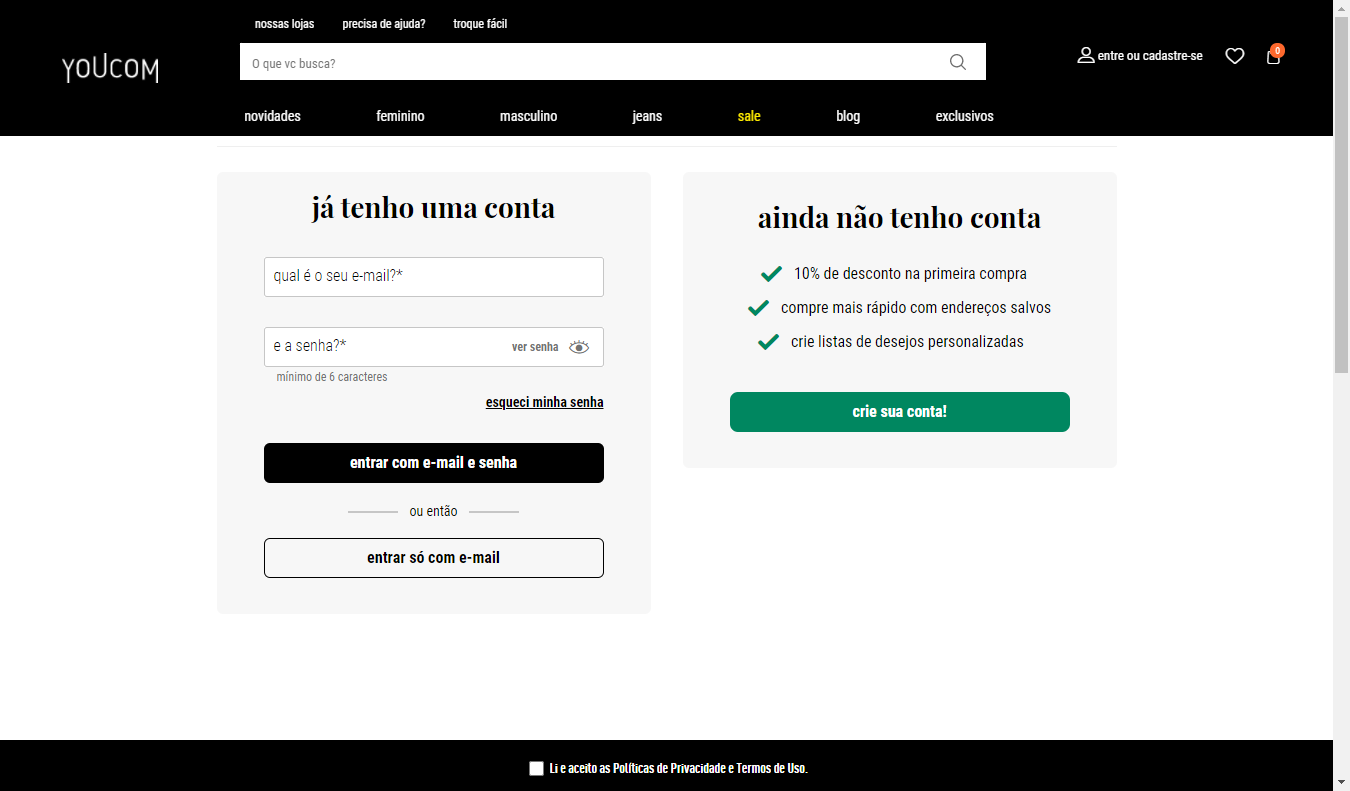 nossas lojas precisa de ajuda? troque fácil
YOUCOM
O que vc busca?
entre ou cadastre-se
0
novidades feminino masculino jeans sale blog exclusivos
já tenho uma conta
qual é o seu e-mail?*
e a senha?* ver senha
mínimo de 6 caracteres
esqueci minha senha
entrar com e-mail e senha
ou então
entrar só com e-mail
ainda não tenho conta
10% de desconto na primeira compra
compre mais rápido com endereços salvos
crie listas de desejos personalizadas
crie sua conta!
Li e aceito as Políticas de Privacidade e Termos de Uso.